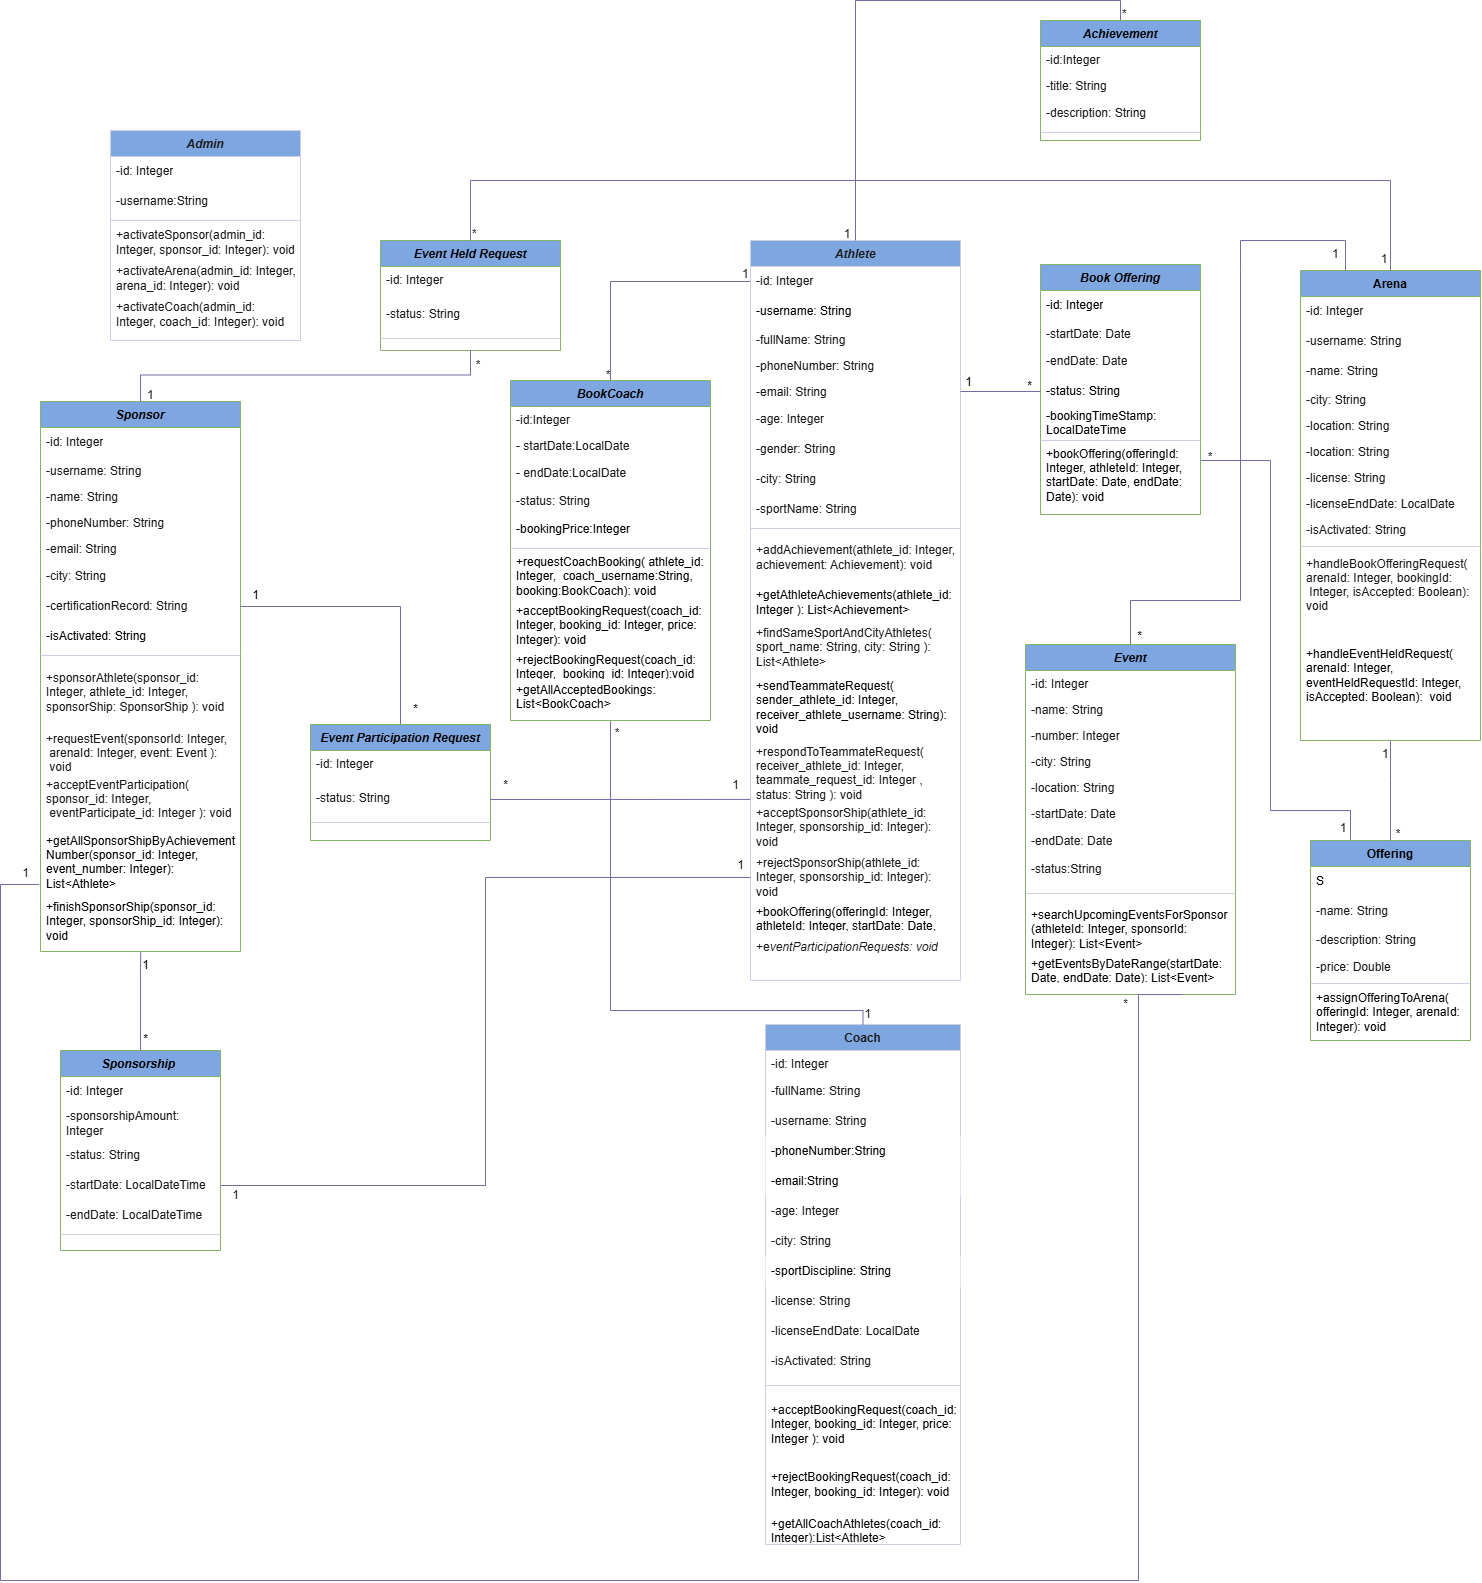 *
Achievement
-id:Integer
-title: String
-description: String
Admin
-id: Integer
-username:String
+activateSponsor(admin_id:
Integer, sponsor_id: Integer): void
+activateArena(admin_id: Integer,
arena_id: Integer): void
+activateCoach(admin_id:
Integer, coach_id: Integer): void
*
Event Held Request
-id: Integer
-status: String
*
1
Sponsor
-id: Integer
-username: String
-name: String
-phoneNumber: String
-email: String
-city: String
-certificationRecord: String
-isActivated: String
+sponsorAthlete(sponsor_id:
Integer, athlete_id: Integer,
sponsorShip: SponsorShip ): void
+requestEvent(sponsorId: Integer,
arenaId: Integer, event: Event ):
void
+acceptEventParticipation(
sponsor_id: Integer,
eventParticipate_id: Integer ): void
+getAllSponsorShipByAchievement
Number(sponsor_id: Integer,
event_number: Integer):
List<Athlete>
+finishSponsorShip(sponsor_id:
Integer, sponsorShip_id: Integer):
void
1
1
1
*
*
Event Participation Request
-id: Integer
-status: String
*
1
Sponsorship
-id: Integer
-sponsorshipAmount:
Integer
-status: String
-startDate: LocalDateTime
-endDate: LocalDateTime
1
1
*
BookCoach
-id:Integer
- startDate:LocalDate
- endDate:LocalDate
-status: String
-bookingPrice:Integer
+requestCoachBooking( athlete_id:
Integer,  coach_username:String,
booking:BookCoach): void
+acceptBookingRequest(coach_id:
Integer, booking_id: Integer, price:
Integer): void
+rejectBookingRequest(coach_id:
Integer,  booking_id: Integer):void
+getAllAcceptedBookings:
List<BookCoach>
*
1
1
Athlete
-id: Integer
-username: String
-fullName: String
-phoneNumber: String
-email: String
-age: Integer
-gender: String
-city: String
-sportName: String
+addAchievement(athlete_id: Integer,
achievement: Achievement): void
+getAthleteAchievements(athlete_id:
Integer ): List<Achievement>
+findSameSportAndCityAthletes(
sport_name: String, city: String ):
List<Athlete>
+sendTeammateRequest(
sender_athlete_id: Integer,
receiver_athlete_username: String):
void
+respondToTeammateRequest(
receiver_athlete_id: Integer,
teammate_request_id: Integer ,
status: String ): void
+acceptSponsorShip(athlete_id:
Integer, sponsorship_id: Integer):
void
+rejectSponsorShip(athlete_id:
Integer, sponsorship_id: Integer):
void
+bookOffering(offeringId: Integer,
athleteId: Integer, startDate: Date,
+eventParticipationRequests: void
1
*
Book Offering
-id: Integer
-startDate: Date
-endDate: Date
-status: String
-bookingTimeStamp:
LocalDateTime
+bookOffering(offeringId:
Integer, athleteId: Integer,
startDate: Date, endDate:
Date): void
*
1
1
Arena
-id: Integer
-username: String
-name: String
-city: String
-location: String
-location: String
-license: String
-licenseEndDate: LocalDate
-isActivated: String
+handleBookOfferingRequest(
arenaId: Integer, bookingId:
Integer, isAccepted: Boolean):
void
+handleEventHeldRequest(
arenaId: Integer,
eventHeldRequestId: Integer,
isAccepted: Boolean):  void
1
*
Event
-id: Integer
-name: String
-number: Integer
-city: String
-location: String
-startDate: Date
-endDate: Date
-status:String
+searchUpcomingEventsForSponsor
(athleteId: Integer, sponsorId:
Integer): List<Event>
+getEventsByDateRange(startDate:
Date, endDate: Date): List<Event>
*
1
*
Offering
S
-name: String
-description: String
-price: Double
+assignOfferingToArena(
offeringId: Integer, arenaId:
Integer): void
1
Coach
-id: Integer
-fullName: String
-username: String
-phoneNumber:String
-email:String
-age: Integer
-city: String
-sportDiscipline: String
-license: String
-licenseEndDate: LocalDate
-isActivated: String
+acceptBookingRequest(coach_id:
Integer, booking_id: Integer, price:
Integer ): void
+rejectBookingRequest(coach_id:
Integer, booking_id: Integer): void
+getAllCoachAthletes(coach_id:
Integer):List<Athlete>